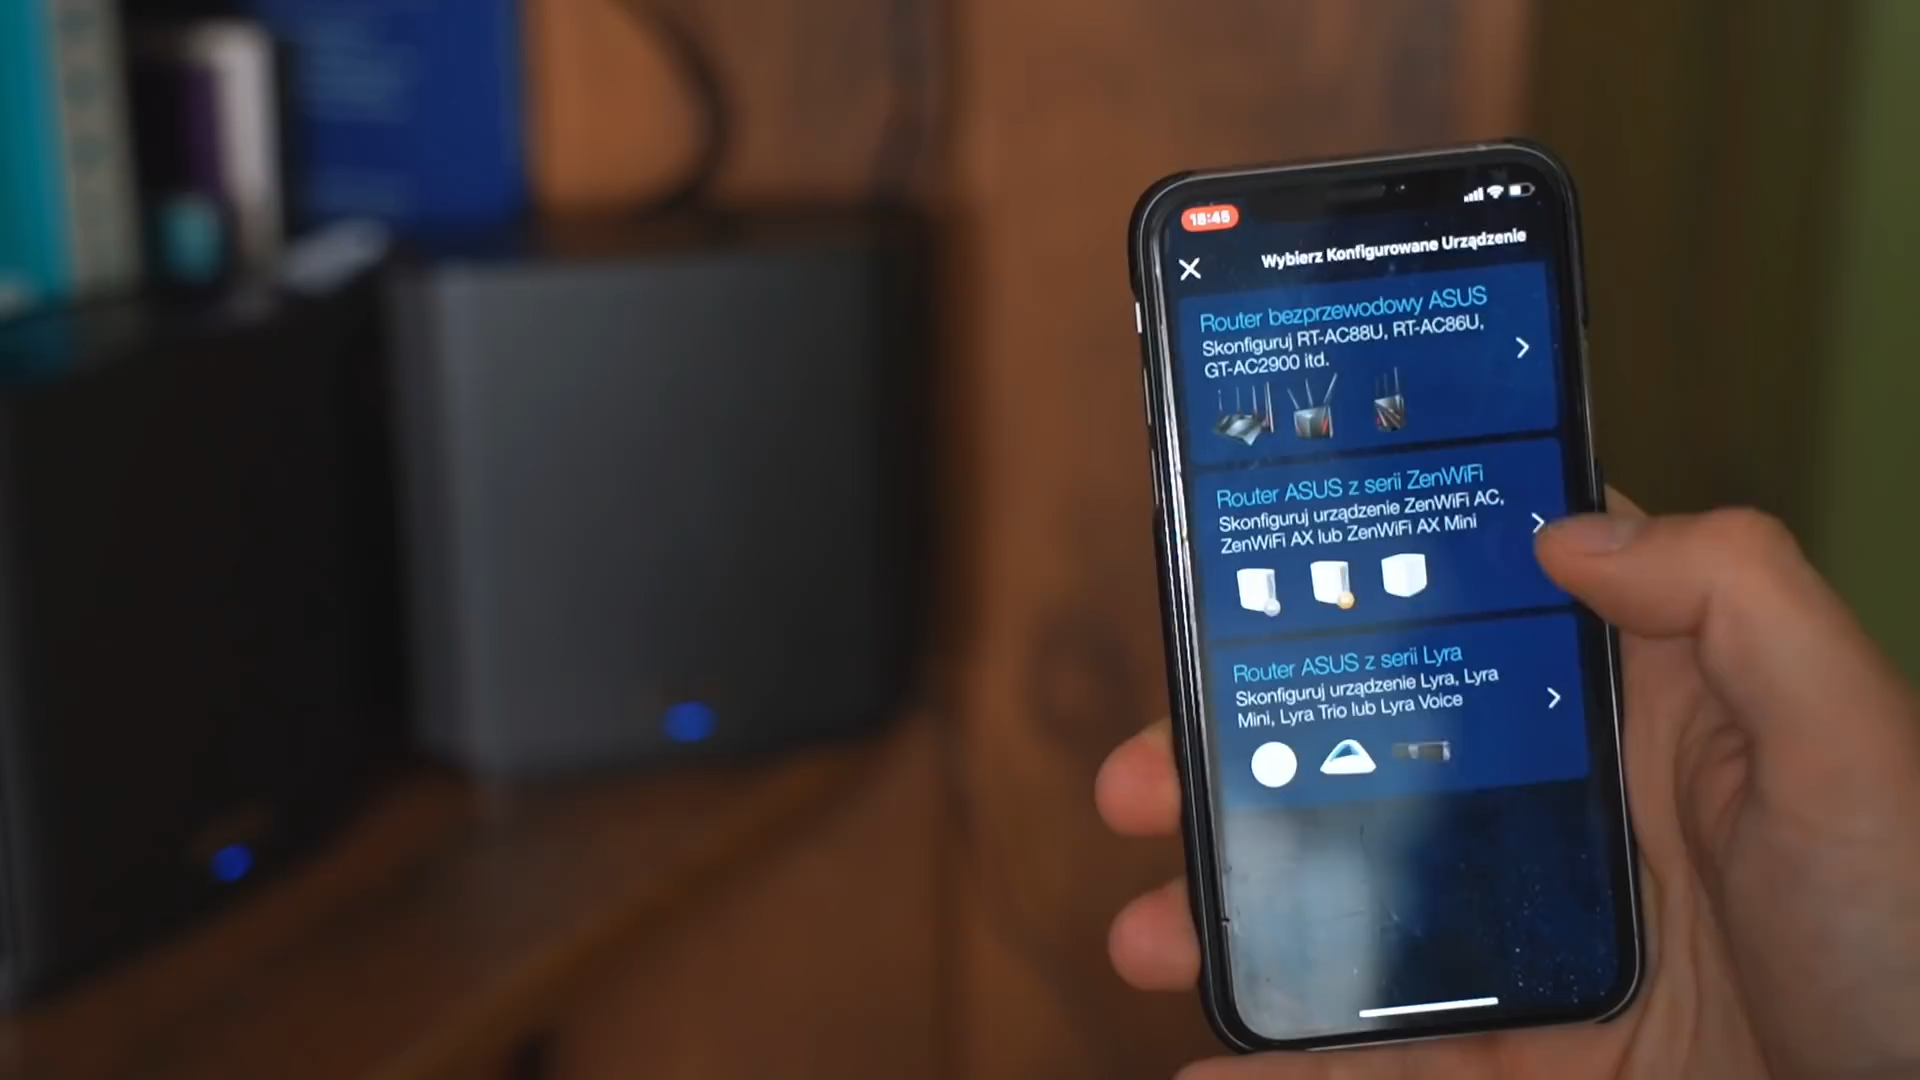 18:45
Wybierz Konfigurowane Urządzenie
Router bezprzewodowy ASUS
Skonfiguruj RT-AC88U, RT-AC86U,
GT-AC2900 itd.
Router ASUS z serii ZenWiFi
Skonfiguruj urządzenie ZenWiFi AC,
ZenWiFi AX lub ZenWiFi AX Mini
Router ASUS z serii Lyra
Skonfiguruj urządzenie Lyra, Lyra
Mini, Lyra Trio lub Lyra Voice